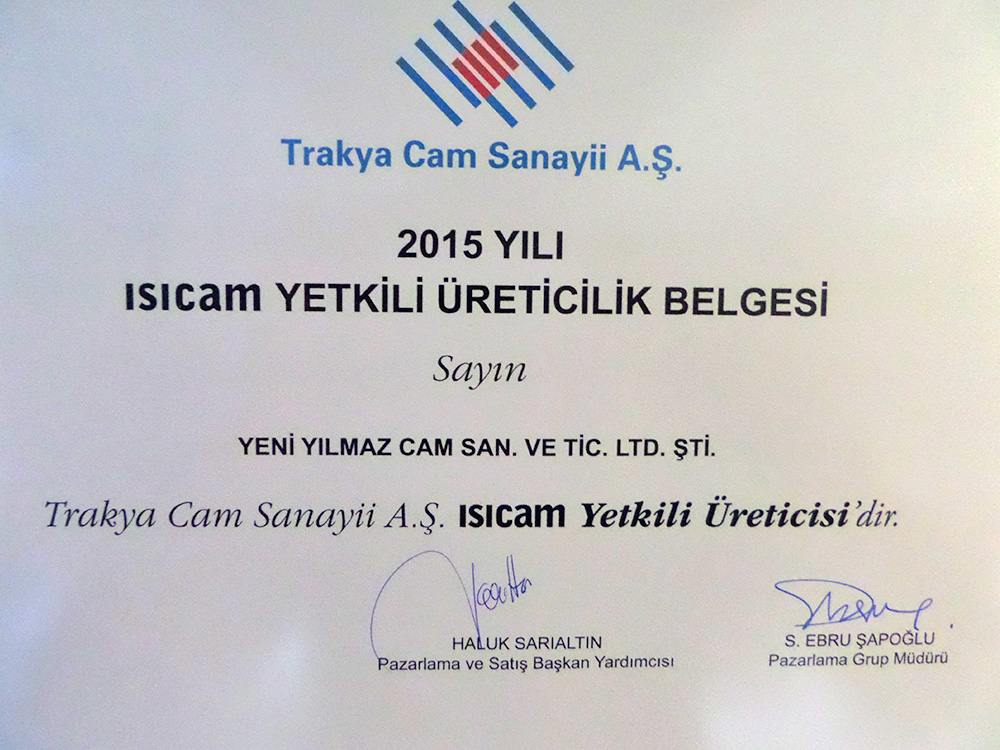 Trakya Cam Sanayii A.Ş.
2015 YILI
ısıcam YETKİLİ ÜRETİCİLİK BELGESİ
Sayın
YENİ YILMAZ CAM SAN. VE TİC. LTD. ŞTİ.
Trakya Cam Sanayii A.Ş. ısıcam Yetkili Üreticisi'dir.
HALUK SARIALTIN
Pazarlama ve Satış Başkan Yardımcısı
S. EBRU ŞAPOĞLU
Pazarlama Grup Müdürü